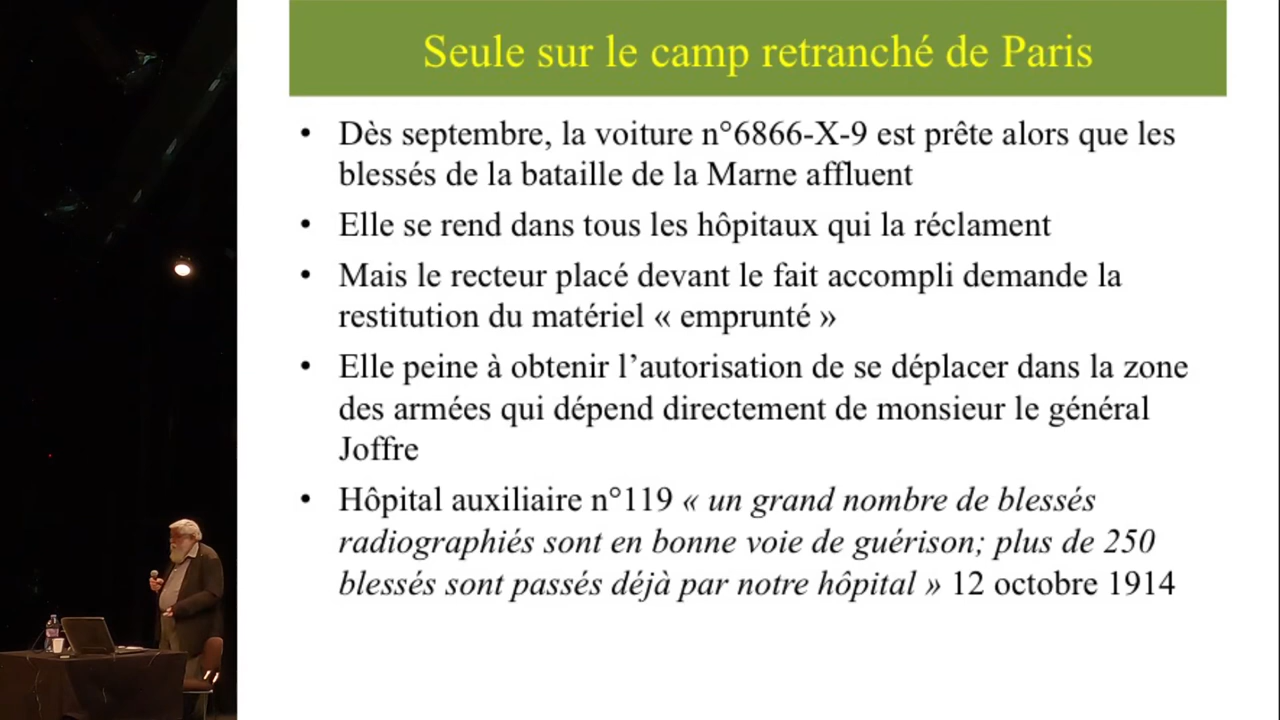 Seule sur le camp retranché de Paris
• Dès septembre, la voiture n°6866-X-9 est prête alors que les
blessés de la bataille de la Marne affluent
• Elle se rend dans tous les hôpitaux qui la réclament
• Mais le recteur placé devant le fait accompli demande la
restitution du matériel « emprunté »
• Elle peine à obtenir l’autorisation de se déplacer dans la zone
des armées qui dépend directement de monsieur le général
Joffre
• Hôpital auxiliaire n°119 « un grand nombre de blessés
radiographiés sont en bonne voie de guérison; plus de 250
blessés sont passés déjà par notre hôpital » 12 octobre 1914